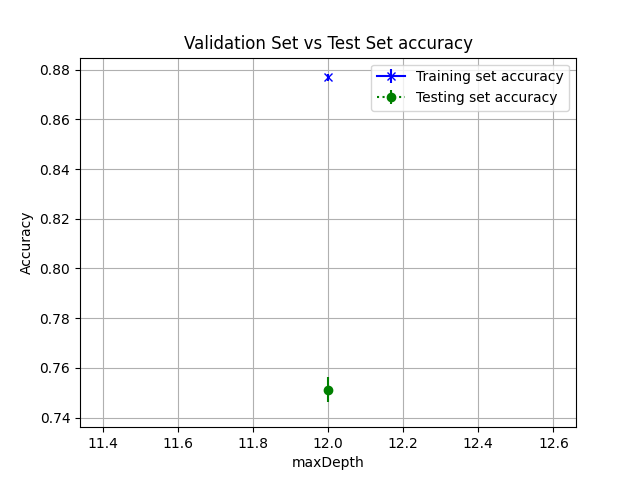 Validation Set vs Test Set accuracy
Training set accuracy
Testing set accuracy
0.88
0.86
0.84
0.82
0.80
0.78
0.76
0.74
Accuracy
11.4 11.6 11.8 12.0 12.2 12.4 12.6
maxDepth